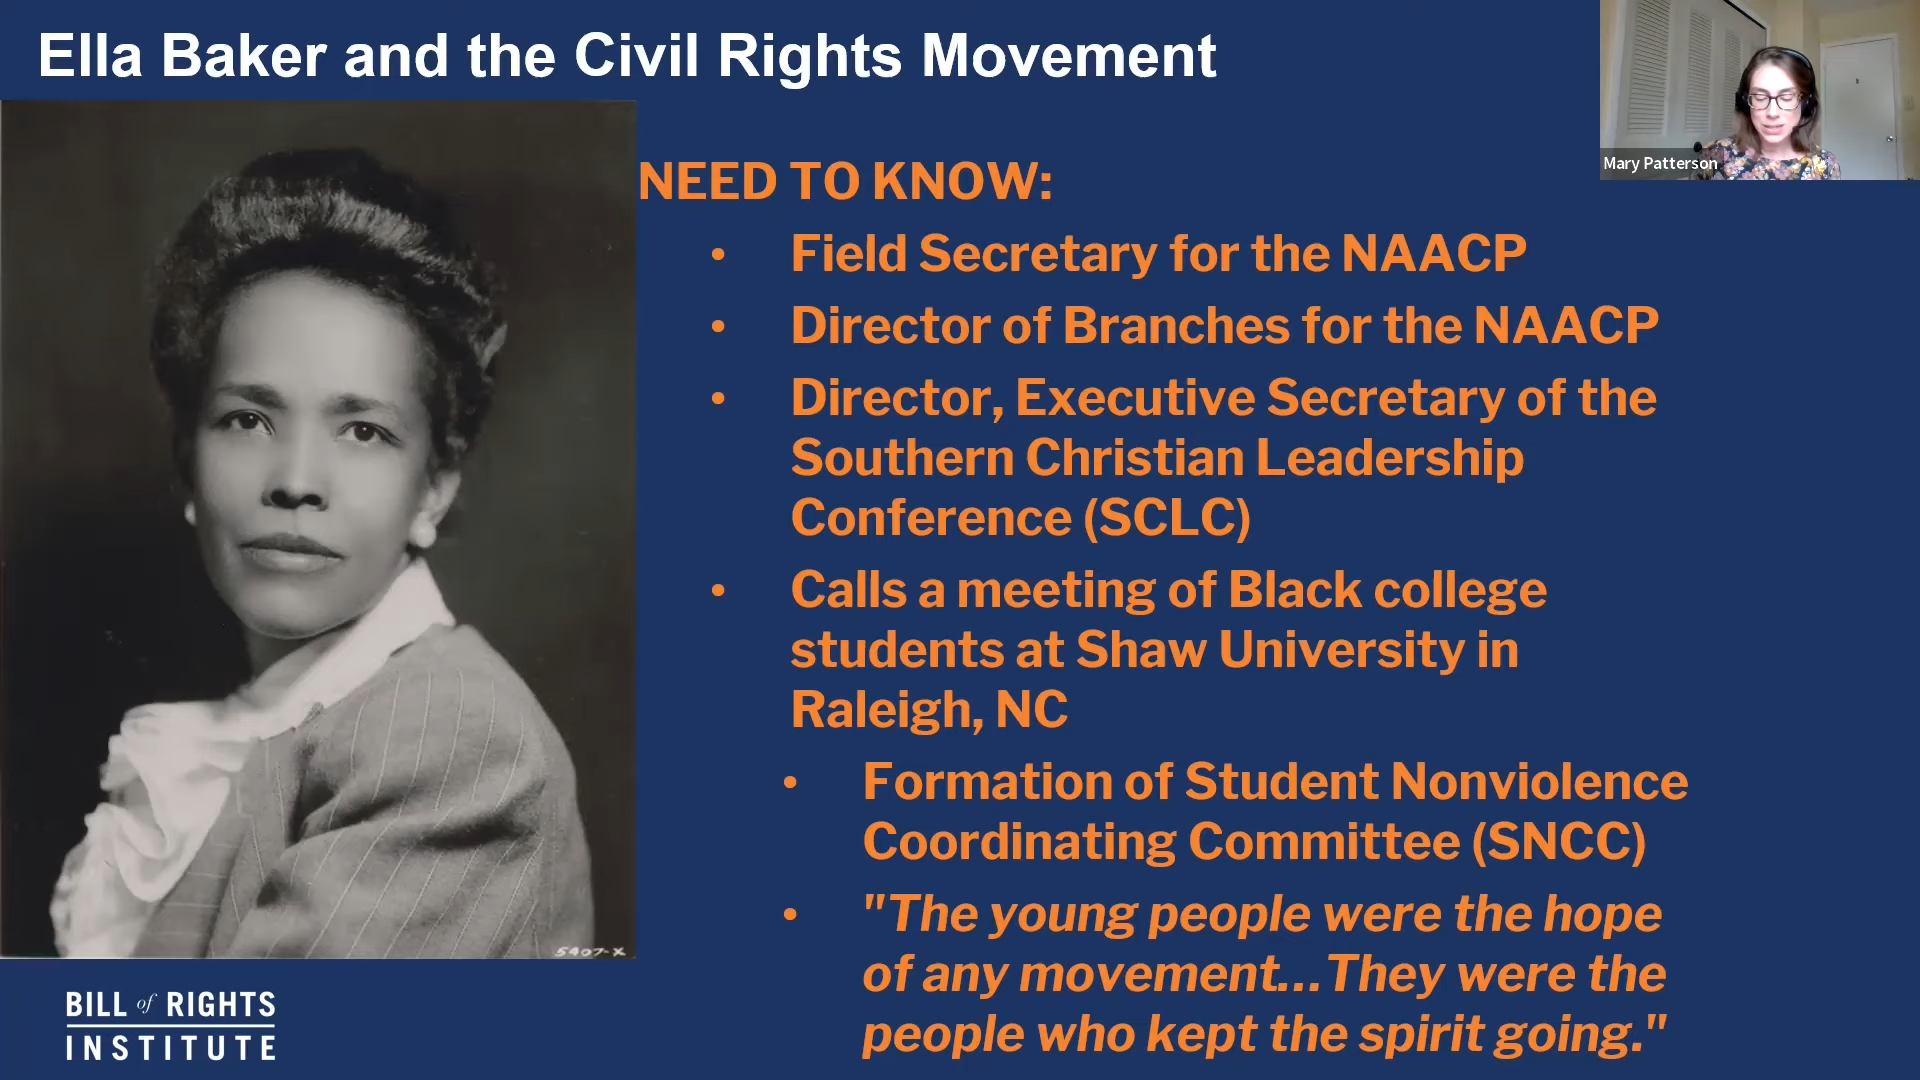 Ella Baker and the Civil Rights Movement
Mary Patterson
NEED TO KNOW:
• Field Secretary for the NAACP
• Director of Branches for the NAACP
• Director, Executive Secretary of the
Southern Christian Leadership
Conference (SCLC)
• Calls a meeting of Black college
students at Shaw University in
Raleigh, NC
• Formation of Student Nonviolence
Coordinating Committee (SNCC)
• "The young people were the hope
of any movement...They were the
people who kept the spirit going."
5407-X
BILL of RIGHTS
INSTITUTE